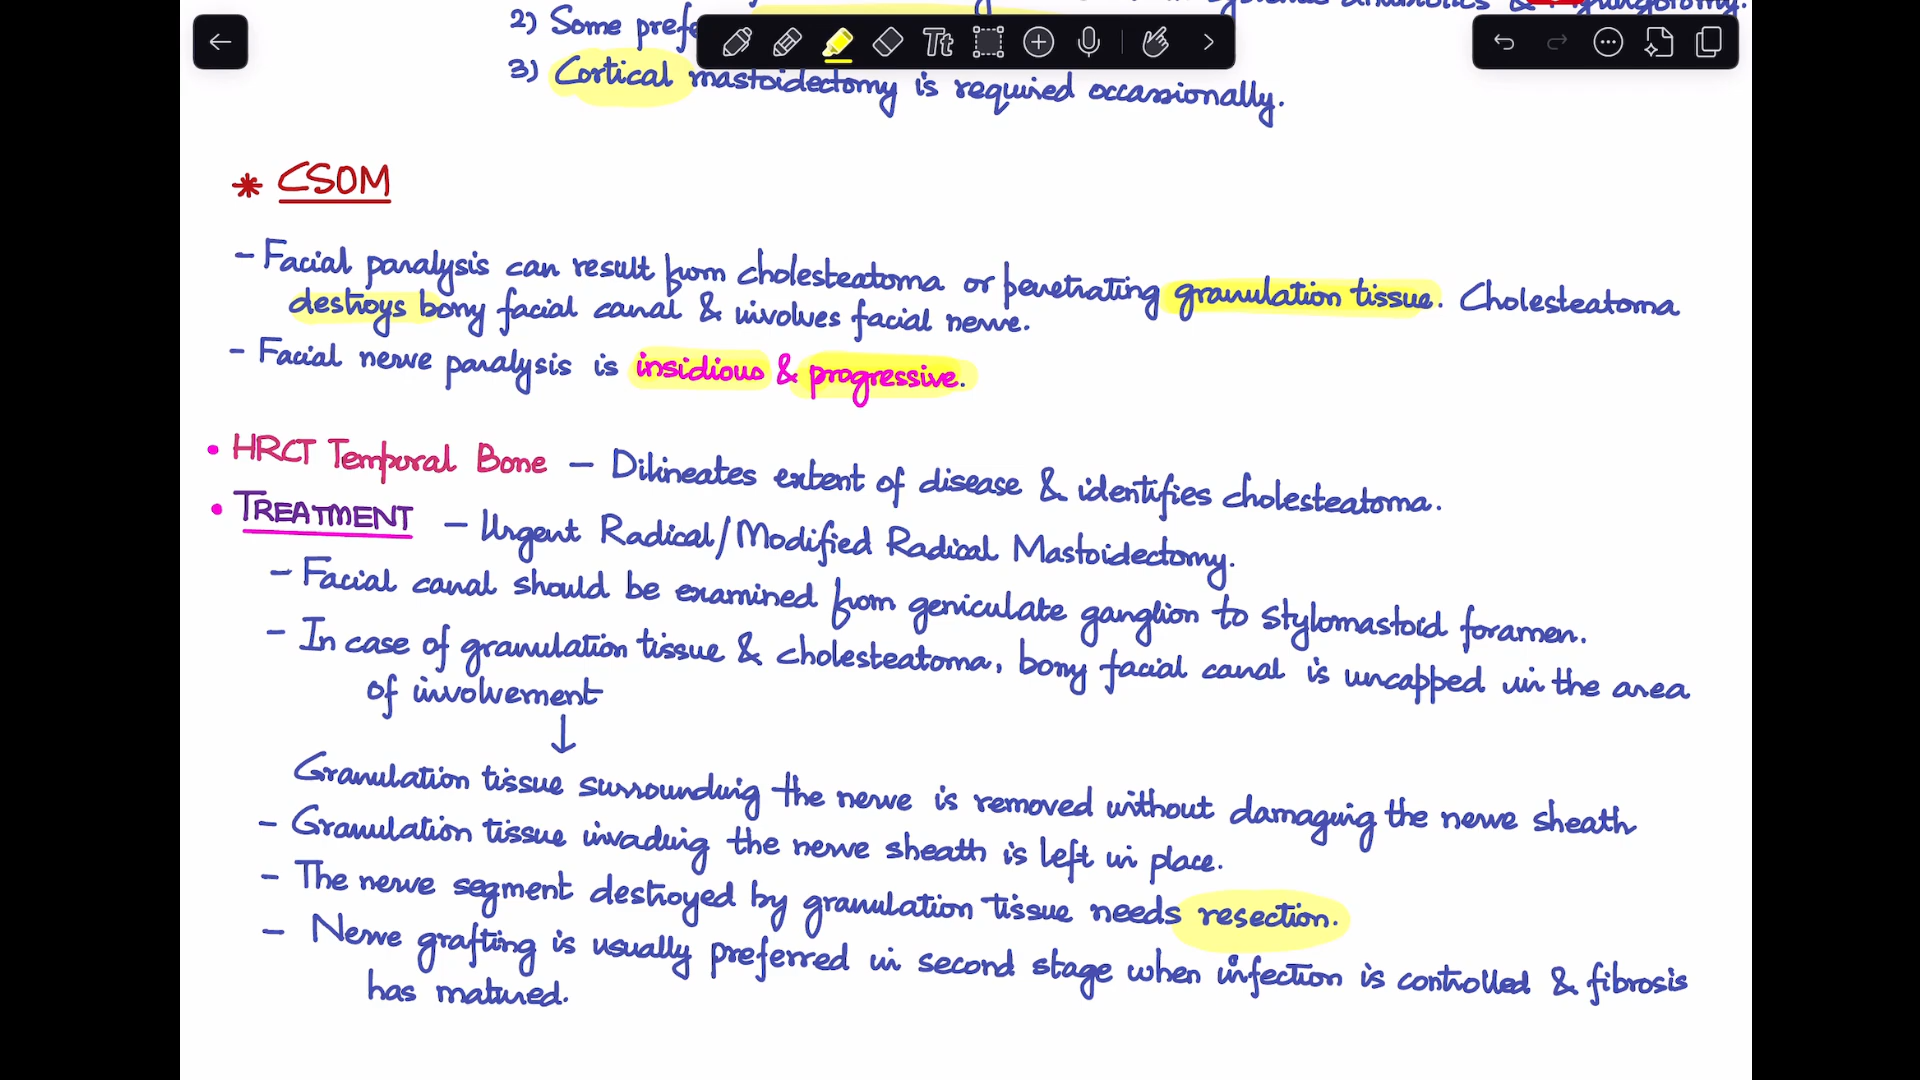 2) Some prefe
Tt
3) Cortical mastoidectomy is required occassionally.
* CSOM
- Facial paralysis can result from cholesteatoma or penetrating granulation tissue. Cholesteatoma
destroys bony facial canal & involves facial nerve.
- Facial nerve paralysis is insidious & progressive.
• HRCT Temporal Bone - Dilineates extent of disease & identifies cholesteatoma.
• TREATMENT - Urgent Radical/Modified Radical Mastoidectomy.
- Facial canal should be examined from geniculate ganglion to stylomastoid foramen.
- In case of granulation tissue & cholesteatoma, bony facial canal is uncapped in the area
of involvement
↓
Granulation tissue surrounding the nerve is removed without damaging the nerve sheath
- Granulation tissue invading the nerve sheath is left in place.
- The nerve segment destroyed by granulation tissue needs resection.
- Nerve grafting is usually preferred in second stage when infection is controlled & fibrosis
has matured.